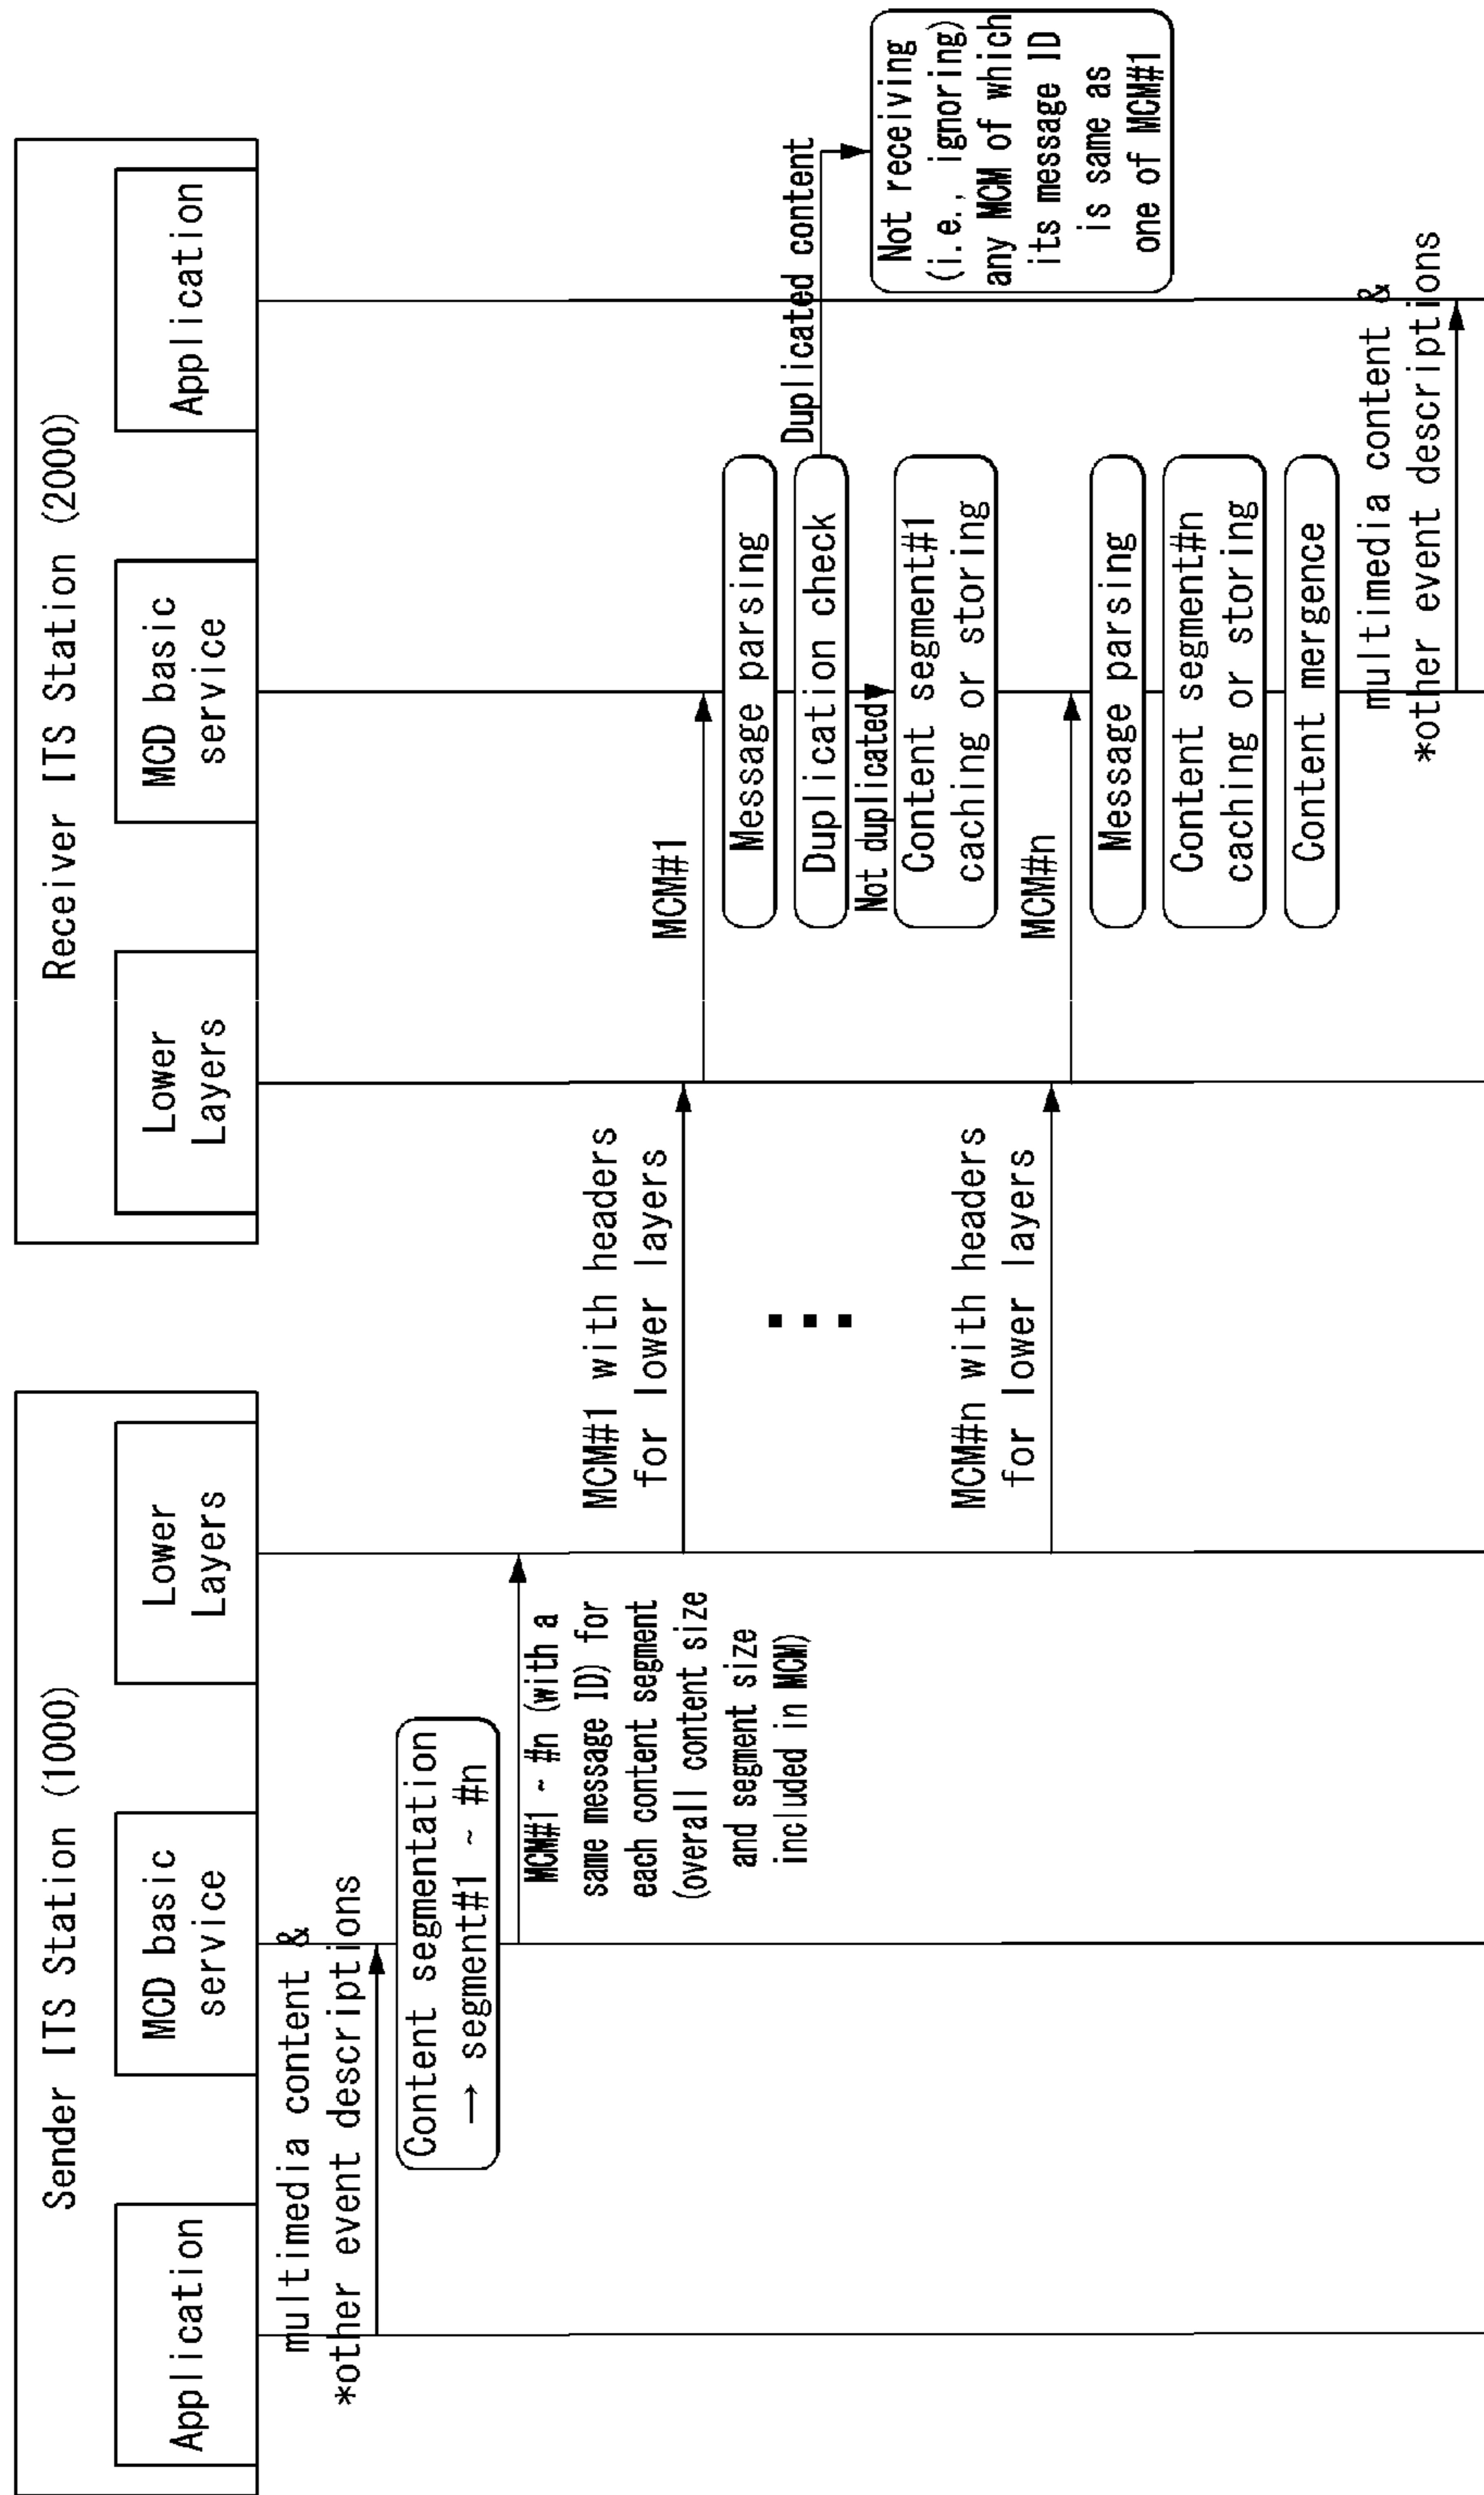 Sender ITS Station (1000)
Application
MCD basic
service
Lower
Layers
Receiver ITS Station (2000)
Lower
Layers
MCD basic
service
Application
multimedia content &
*other event descriptions
Content segmentation
→ segment#1 ~ #n
MCM#1 ~ #n (with a
same message ID) for
each content segment
(overall content size
and segment size
included in MCM)
MCM#1 with headers
for lower layers
MCM#1
Message parsing
Duplication check
Duplicated content
Not receiving
(i.e., ignoring)
any MCM of which
its message ID
is same as
one of MCM#1
Not duplicated
Content segment#1
caching or storing
MCM#n with headers
for lower layers
MCM#n
Message parsing
Content segment#n
caching or storing
Content mergence
multimedia content &
*other event descriptions